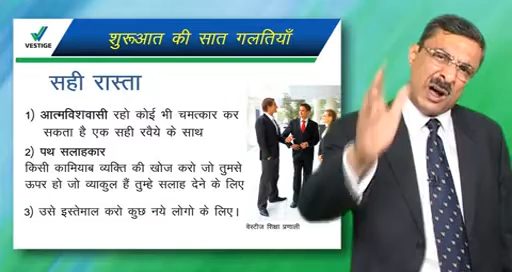 VESTIGE
शुरूआत की सात गलतियाँ
सही रास्ता
1) आत्मविशवासी रहो कोई भी चमत्कार कर
सकता है एक सही रवैये के साथ
2) पथ सलाहकार
किसी कामियाब व्यक्ति की खोज करो जो तुमसे
ऊपर हो जो व्याकुल हैं तुम्हे सलाह देने के लिए
3) उसे इस्तेमाल करो कुछ नये लोगो के लिए।
वेस्टीज शिक्षा प्रणाली